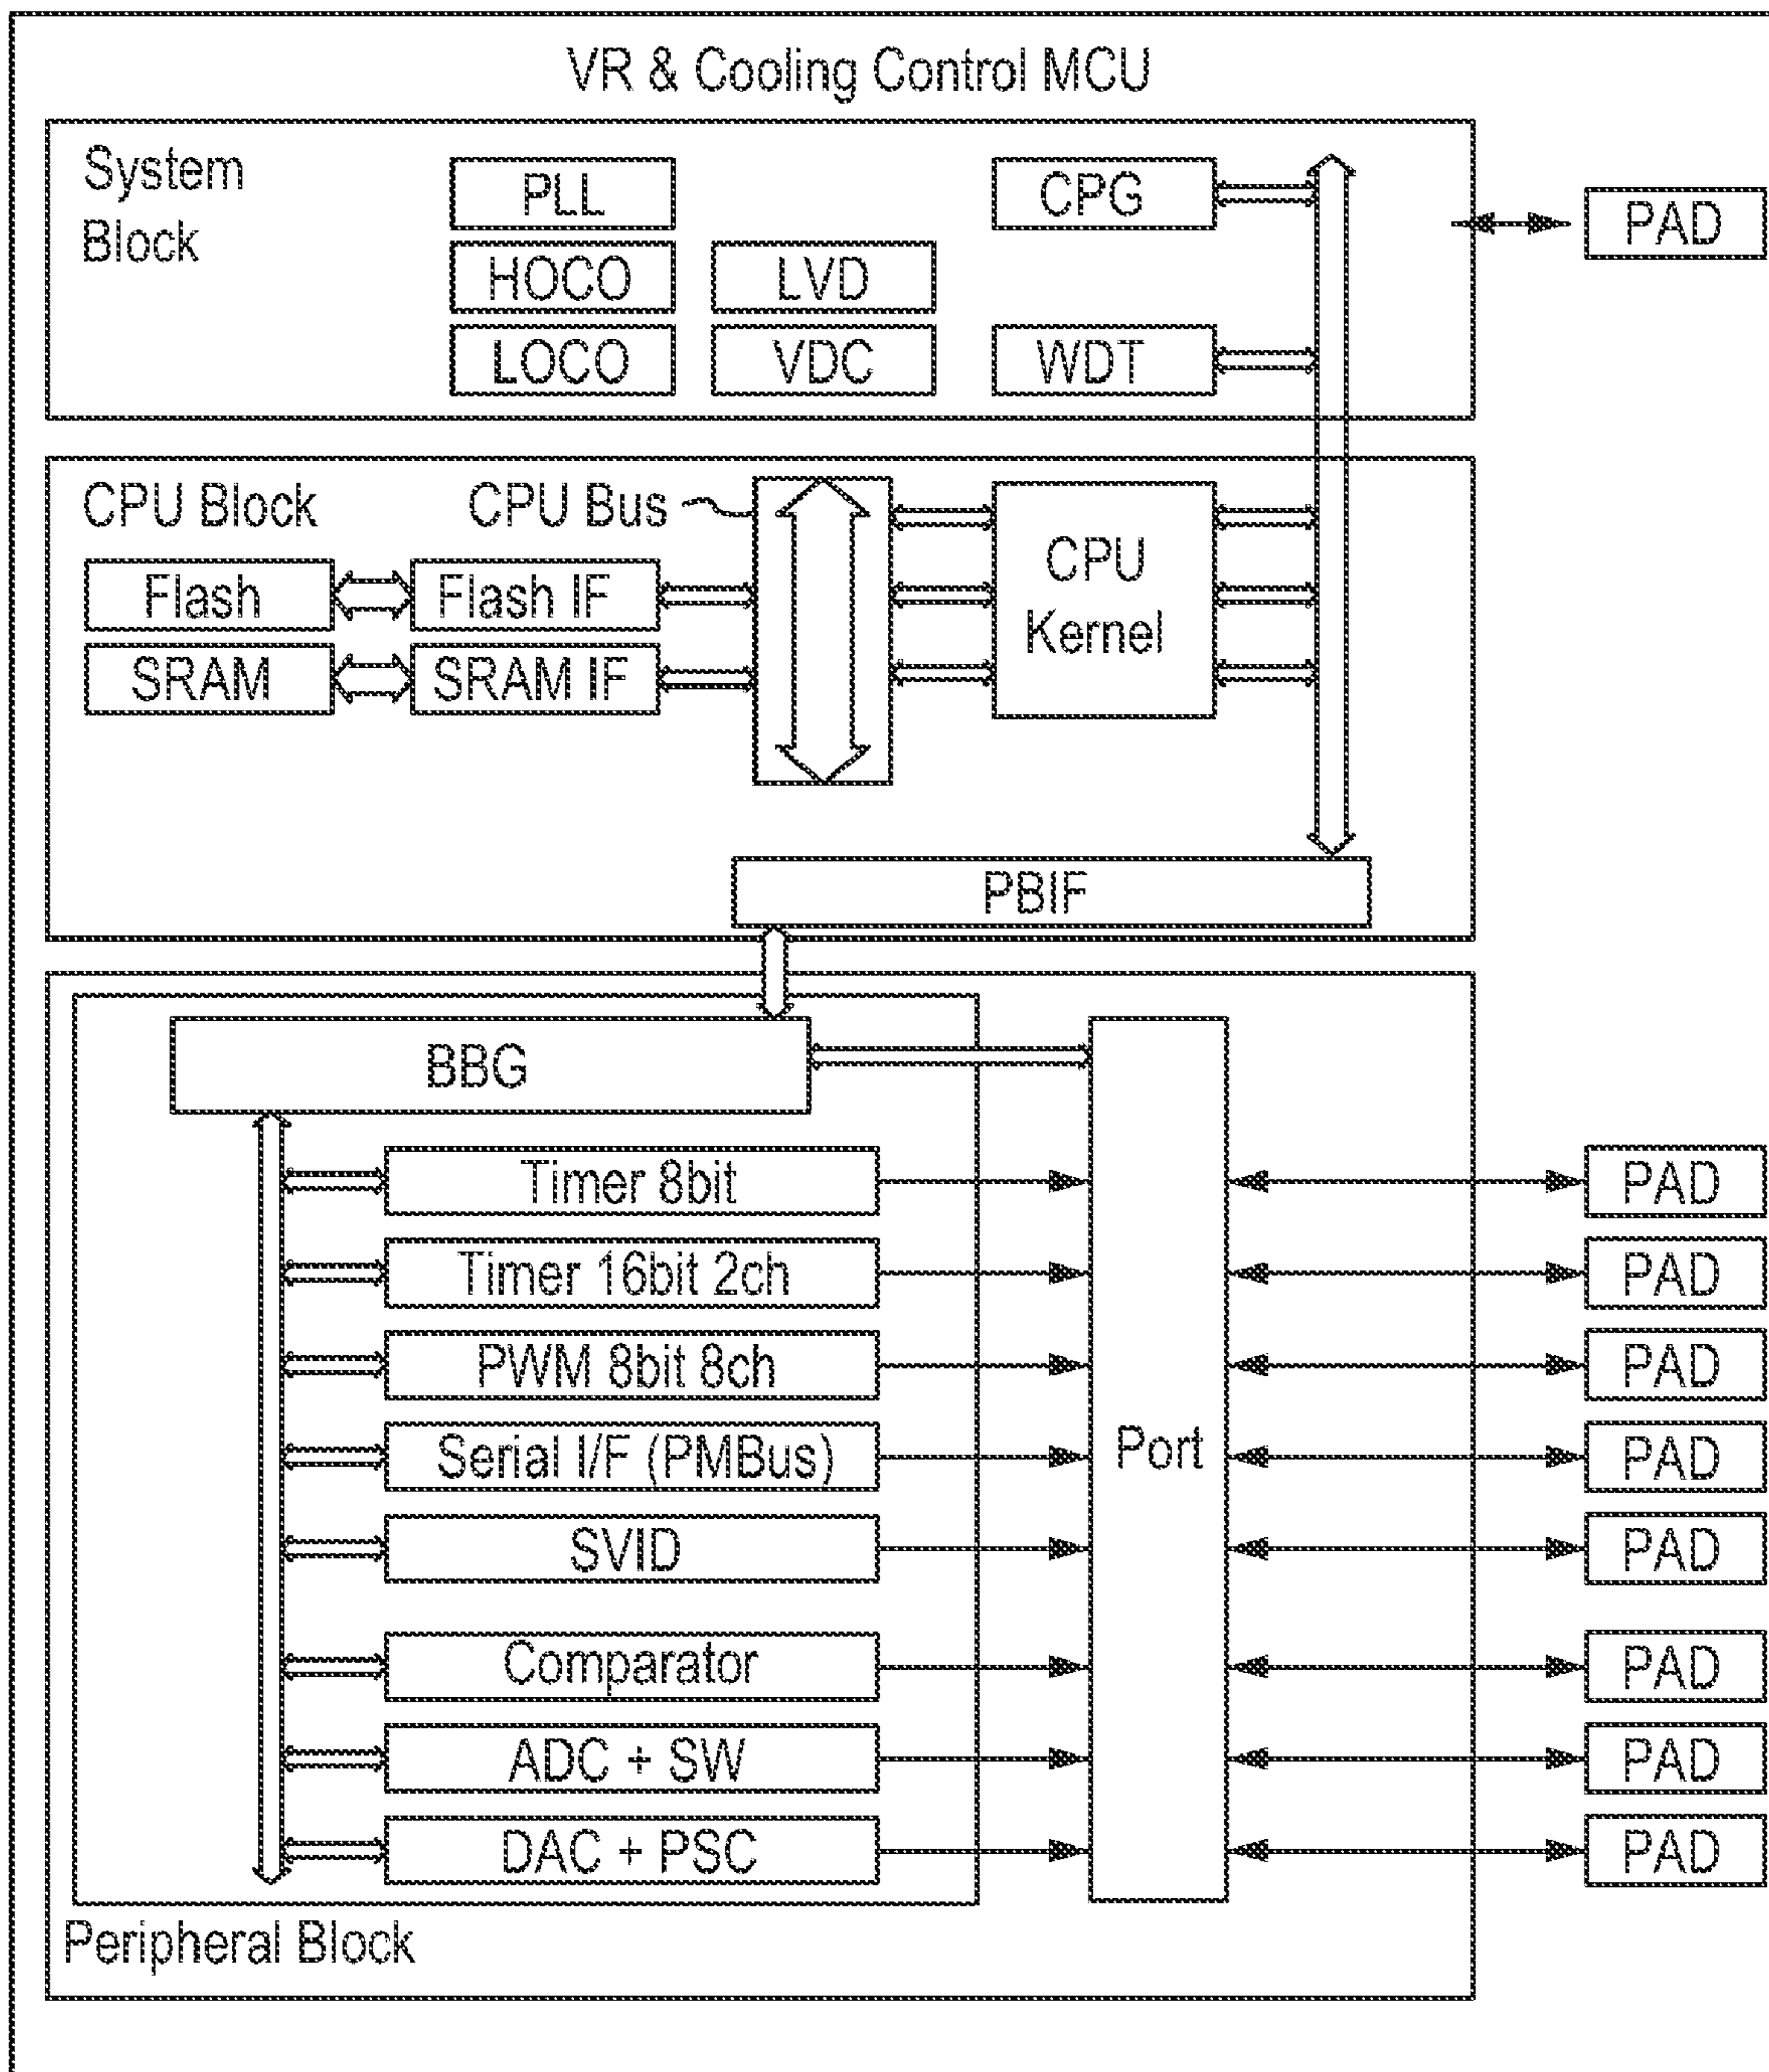 VR & Cooling Control MCU
System
Block
PLL
CPG
PAD
HOCO
LVD
LOCO
VDC
WDT
CPU Block
CPU Bus
CPU
Kernel
Flash
Flash IF
SRAM
SRAM IF
PBIF
BBG
Timer 8bit
PAD
Timer 16bit 2ch
PAD
PWM 8bit 8ch
PAD
Serial I/F (PMBus)
Port
PAD
SVID
PAD
Comparator
PAD
ADC + SW
PAD
DAC + PSC
PAD
Peripheral Block